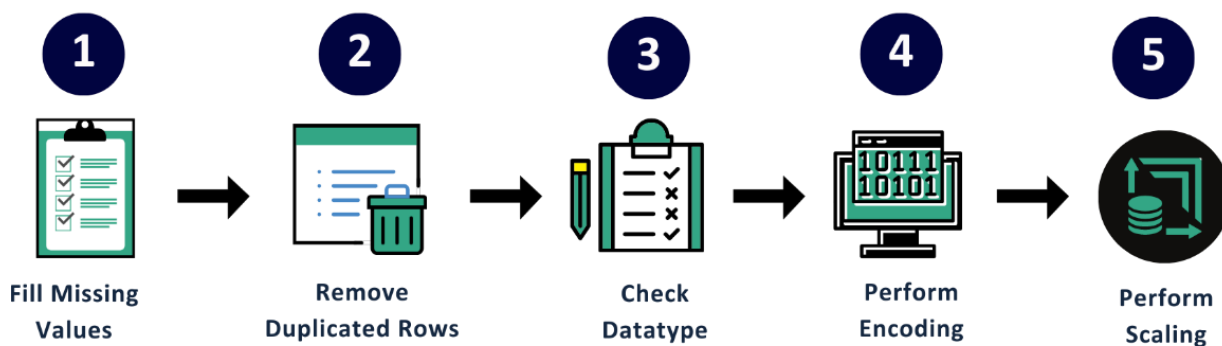 1
2
3
4
5
10111
10101
Fill Missing
Values
Remove
Duplicated Rows
Check
Datatype
Perform
Encoding
Perform
Scaling